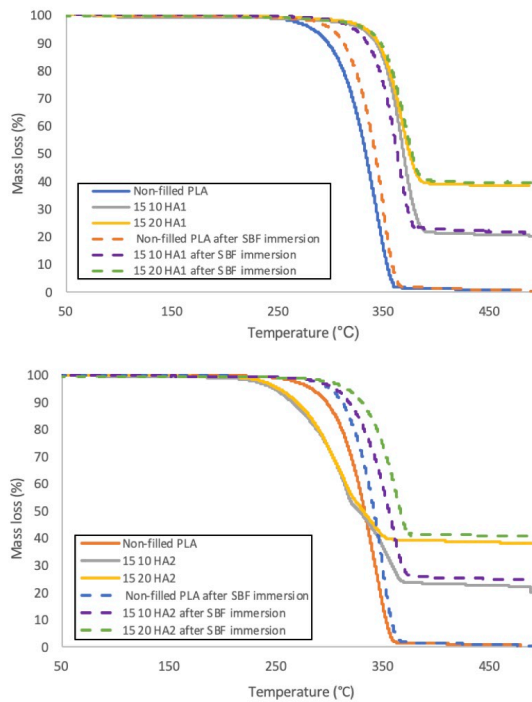 100
90
80
70
60
50
40
30
20
10
0
Mass loss (%)
Non-filled PLA
15 10 HA1
15 20 HA1
Non-filled PLA after SBF immersion
15 10 HA1 after SBF immersion
15 20 HA1 after SBF immersion
50 150 250 350 450
Temperature (°C)
100
90
80
70
60
50
40
30
20
10
0
Mass loss (%)
Non-filled PLA
15 10 HA2
15 20 HA2
Non-filled PLA after SBF immersion
15 10 HA2 after SBF immersion
15 20 HA2 after SBF immersion
50 150 250 350 450
Temperature (°C)